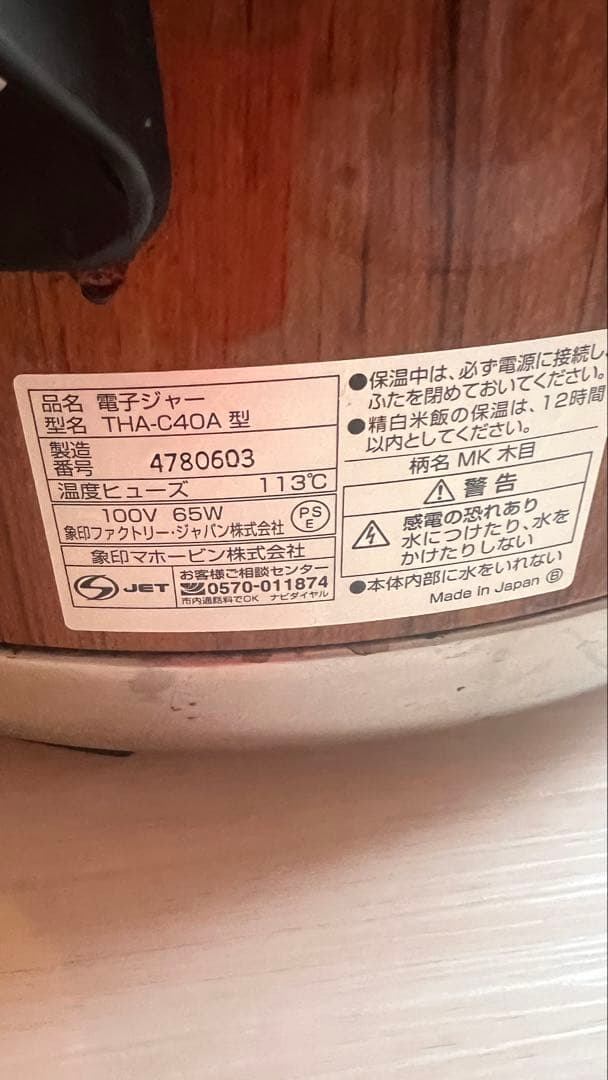 品名 電子ジャー
型名 THA-C40A 型
製造番号 4780603
温度ヒューズ 113℃
100V 65W
象印ファクトリー・ジャパン株式会社
PS
E
象印マホービン株式会社
JET
お客様ご相談センター
0570-011874
市内通話料でOK ナビダイヤル
●保温中は、必ず電源に接続し、
ふたを閉めておいてください。
●精白米飯の保温は、12時間
以内としてください。
柄名 MK 木目
警告
感電の恐れあり
水につけたり、水を
かけたりしない
●本体内部に水をいれない
Made in Japan Ⓑ